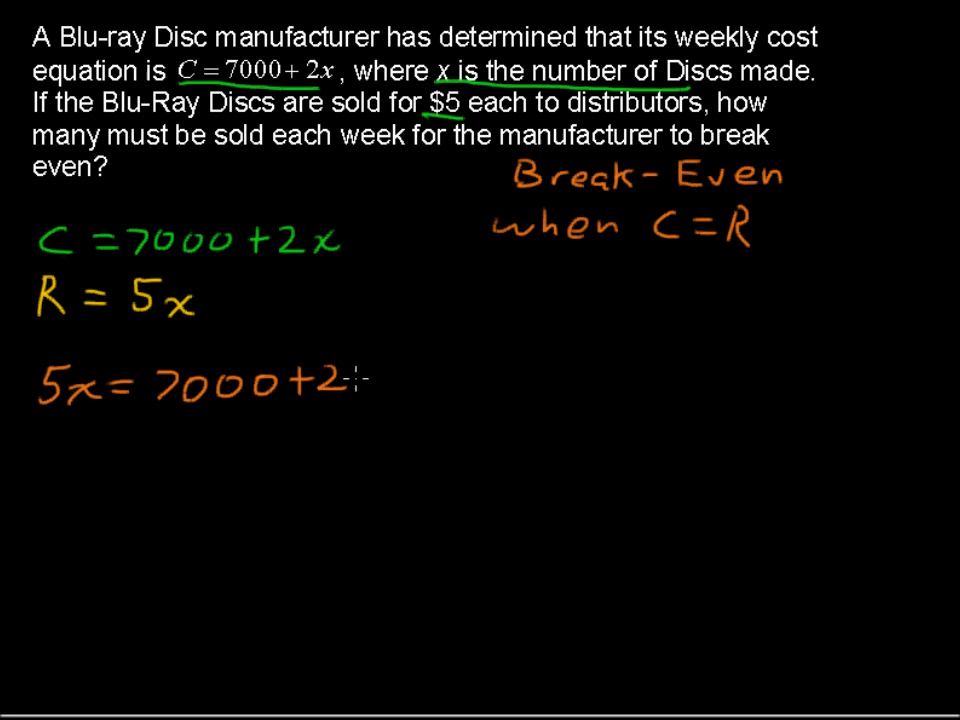 A Blu-ray Disc manufacturer has determined that its weekly cost
equation is C = 7000 + 2x , where x is the number of Discs made.
If the Blu-Ray Discs are sold for $5 each to distributors, how
many must be sold each week for the manufacturer to break
even?
Break - Even
when C = R
C = 7000 + 2x
R = 5x
5x = 7000 + 2